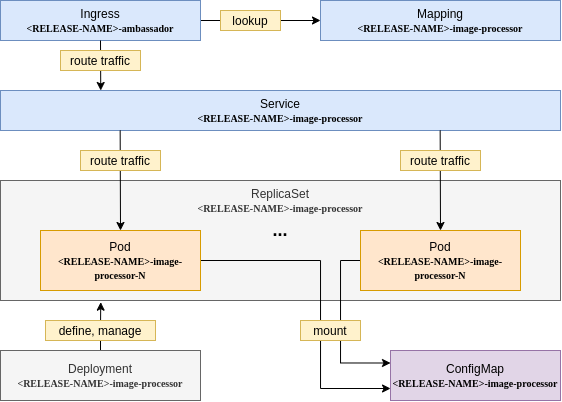 Ingress
<RELEASE-NAME>-ambassador
lookup
Mapping
<RELEASE-NAME>-image-processor
route traffic
Service
<RELEASE-NAME>-image-processor
route traffic
route traffic
ReplicaSet
<RELEASE-NAME>-image-processor
...
Pod
<RELEASE-NAME>-image-
processor-N
Pod
<RELEASE-NAME>-image-
processor-N
define, manage
mount
Deployment
<RELEASE-NAME>-image-processor
ConfigMap
<RELEASE-NAME>-image-processor